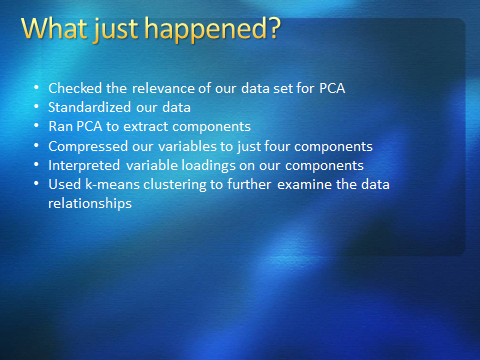 What just happened?
• Checked the relevance of our data set for PCA
• Standardized our data
• Ran PCA to extract components
• Compressed our variables to just four components
• Interpreted variable loadings on our components
• Used k-means clustering to further examine the data
relationships